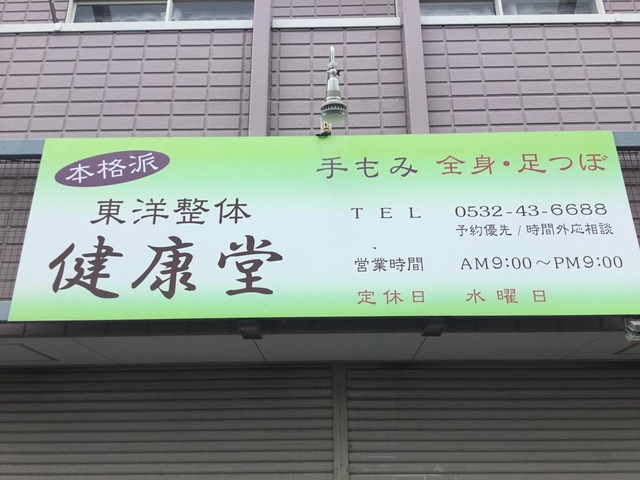 本格派
東洋整体
健康堂
手もみ 全身・足つぼ
TEL 0532-43-6688
予約優先/時間外応相談
営業時間 AM9:00～PM9:00
定休日 水曜日